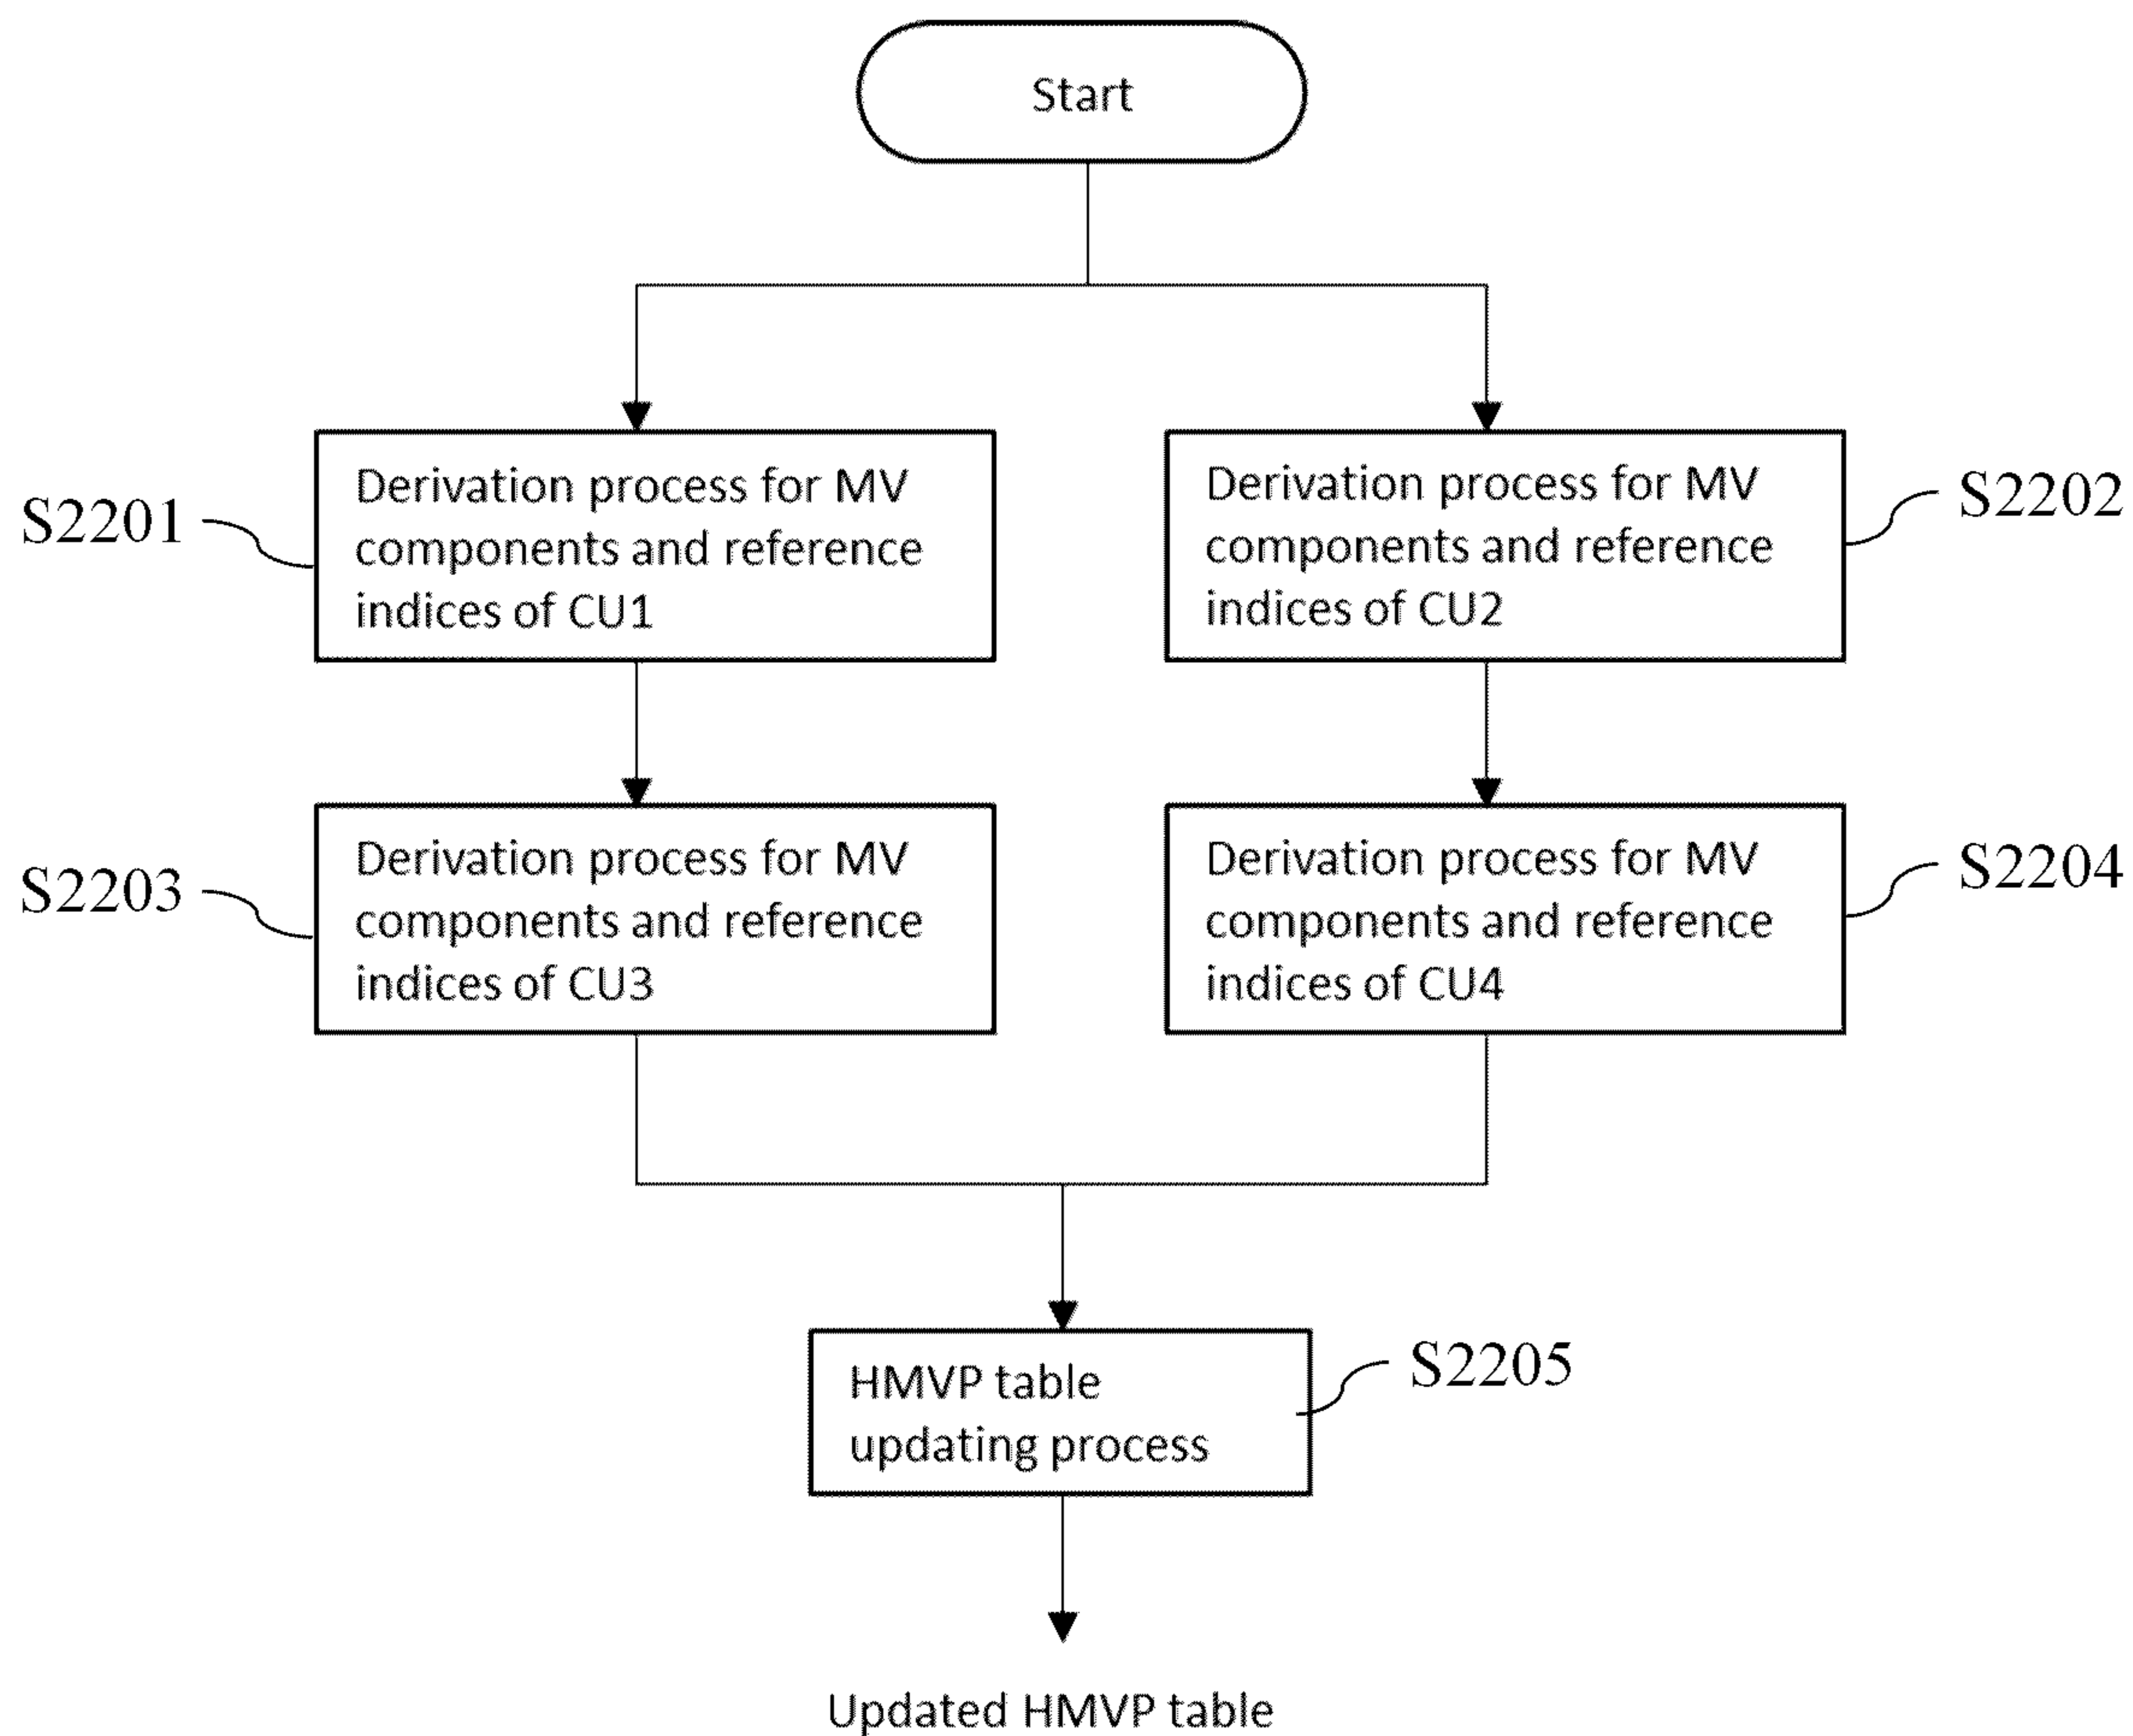 Start
S2201
Derivation process for MV
components and reference
indices of CU1
Derivation process for MV
components and reference
indices of CU2
S2202
S2203
Derivation process for MV
components and reference
indices of CU3
Derivation process for MV
components and reference
indices of CU4
S2204
HMVP table
updating process
S2205
Updated HMVP table